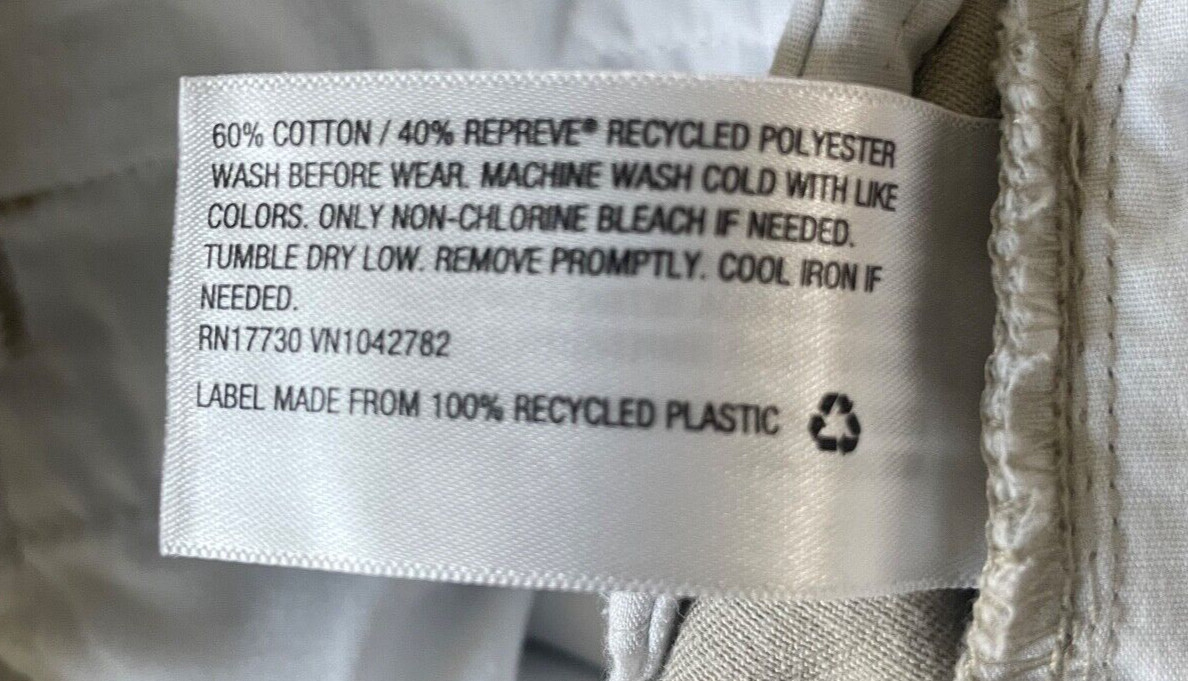 60% COTTON / 40% REPREVE® RECYCLED POLYESTER
WASH BEFORE WEAR. MACHINE WASH COLD WITH LIKE
COLORS. ONLY NON-CHLORINE BLEACH IF NEEDED.
TUMBLE DRY LOW. REMOVE PROMPTLY. COOL IRON IF
NEEDED.
RN17730 VN1042782
LABEL MADE FROM 100% RECYCLED PLASTIC